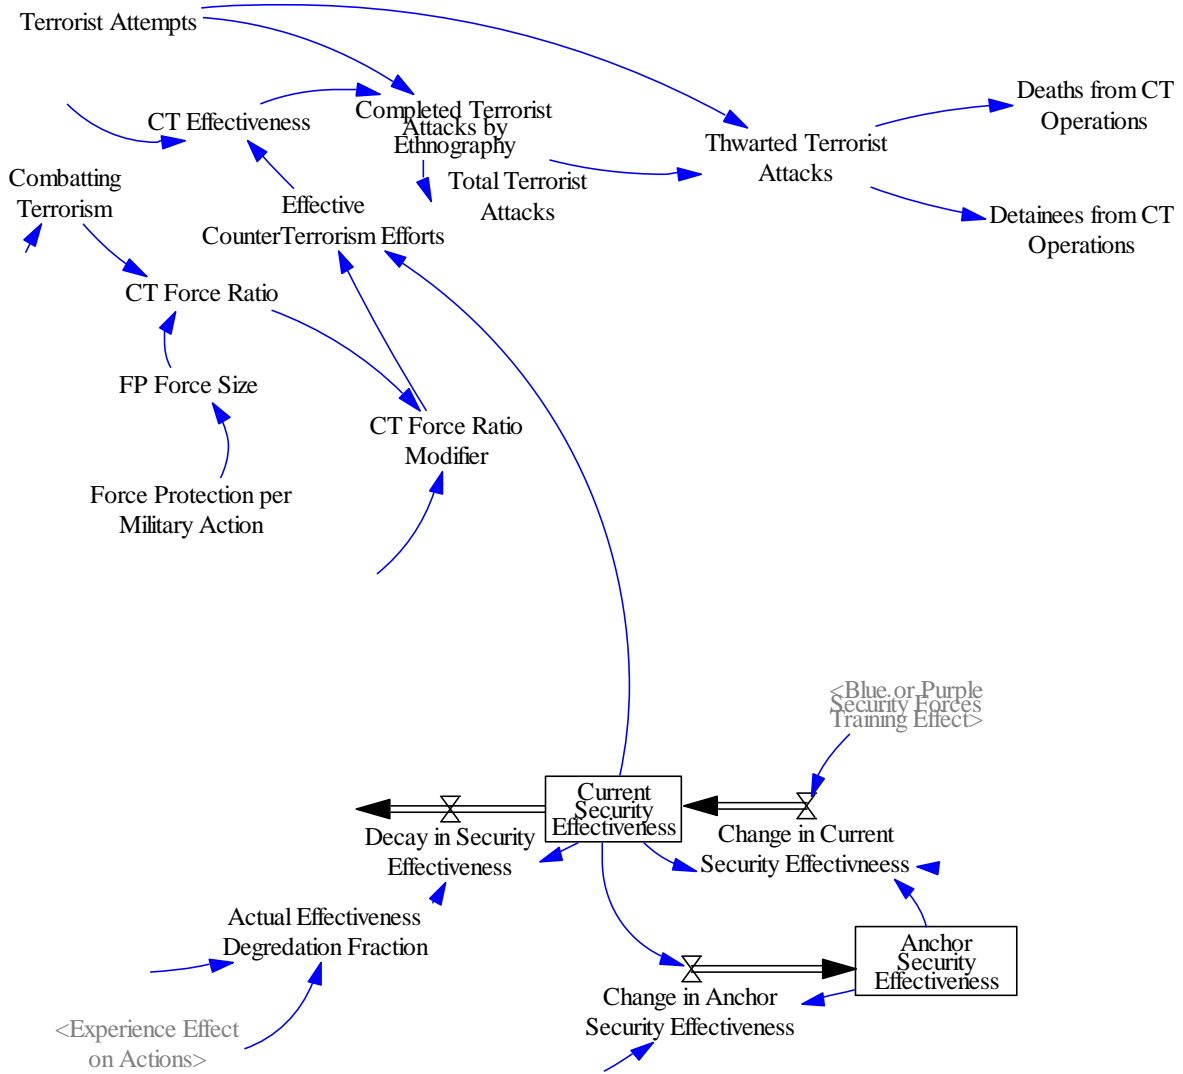 Terrorist Attempts
CT Effectiveness
Completed Terrorist
Attacks by
Ethnography
Thwarted Terrorist
Attacks
Deaths from CT
Operations
Combatting
Terrorism
Total Terrorist
Attacks
Effective
CounterTerrorism Efforts
Detainees from CT
Operations
CT Force Ratio
FP Force Size
CT Force Ratio
Modifier
Force Protection per
Military Action
<Blue or Purple
Security Forces
Training Effect>
Current
Security
Effectiveness
Decay in Security
Effectiveness
Change in Current
Security Effectivneess
Actual Effectiveness
Degredation Fraction
Anchor
Security
Effectiveness
Change in Anchor
Security Effectiveness
<Experience Effect
on Actions>